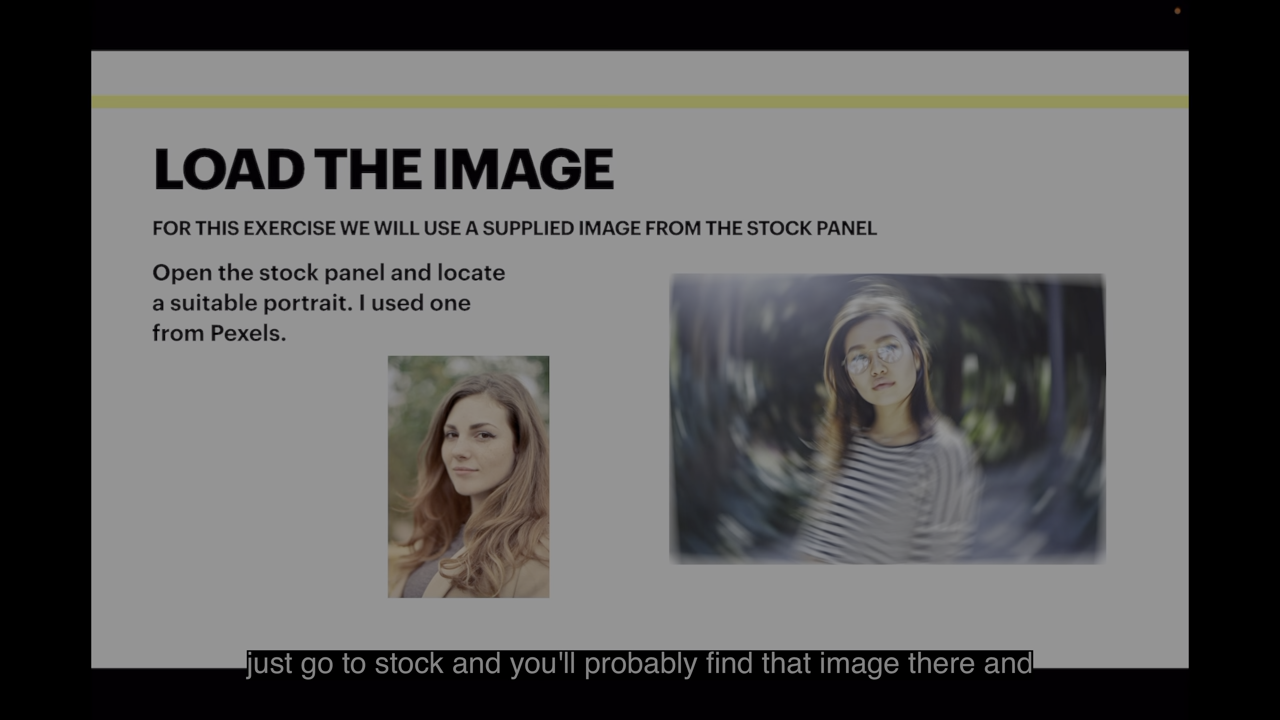 LOAD THE IMAGE
FOR THIS EXERCISE WE WILL USE A SUPPLIED IMAGE FROM THE STOCK PANEL
Open the stock panel and locate
a suitable portrait. I used one
from Pexels.
just go to stock and you'll probably find that image there and